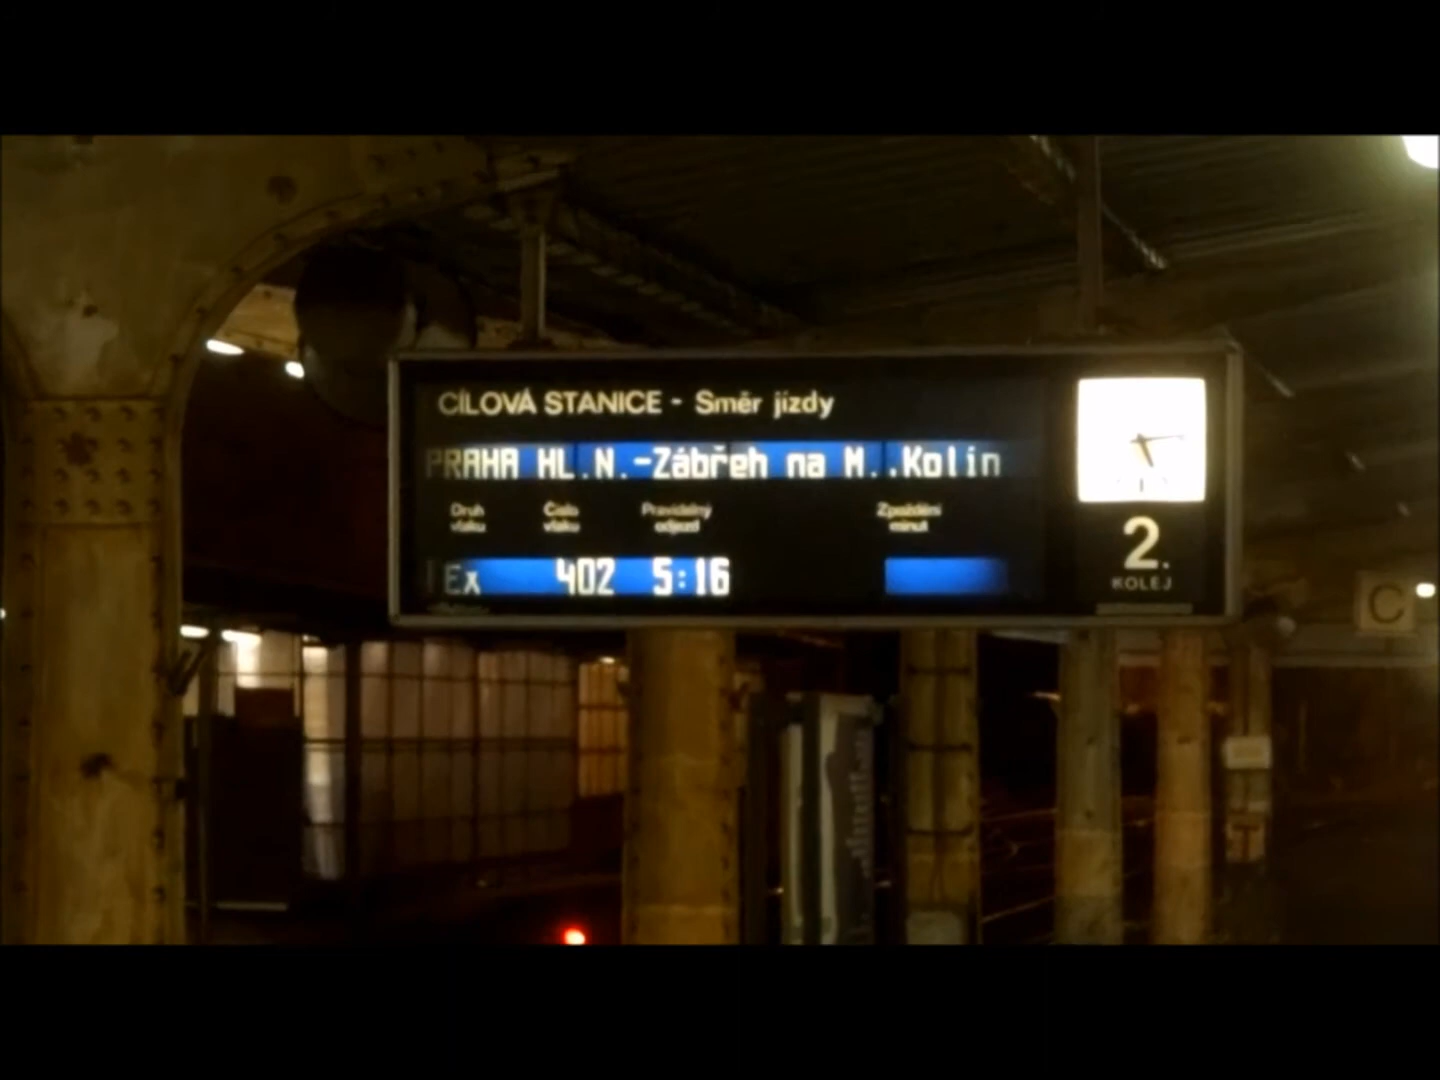 CÍLOVÁ STANICE - Směr jízdy
PRAHA HL.N.-Zábřeh na M..Kolín
Druh vlaku
Číslo vlaku
Pravidelný odjezd
Zpoždění minut
Ex 402 5:16
2.
KOLEJ
C